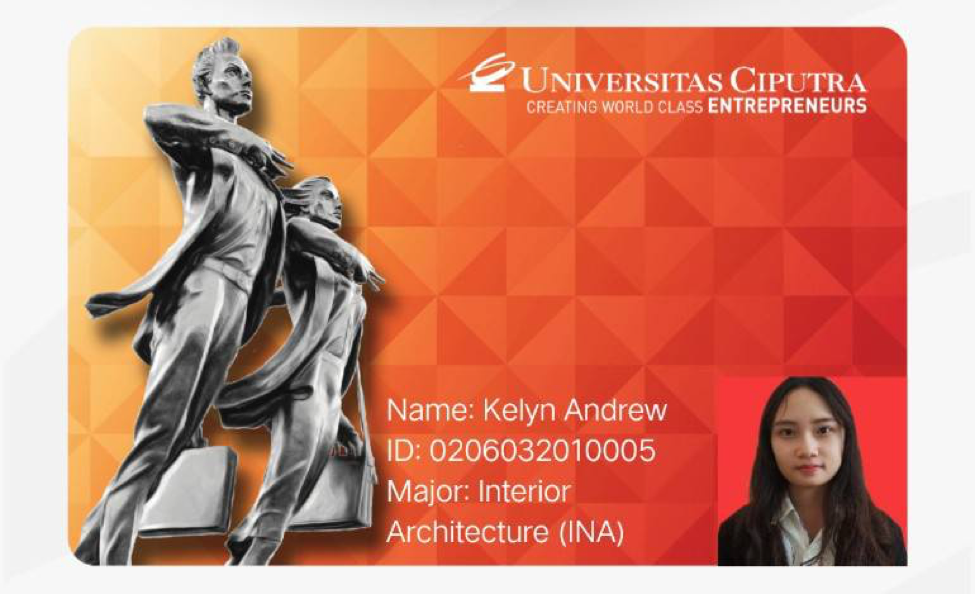 UNIVERSITAS CIPUTRA
CREATING WORLD CLASS ENTREPRENEURS
Name: Kelyn Andrew
ID: 0206032010005
Major: Interior
Architecture (INA)